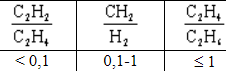 C₂H₂/C₂H₄ CH₂/H₂ C₂H₄/C₂H₆
< 0,1 0,1-1 ≤ 1